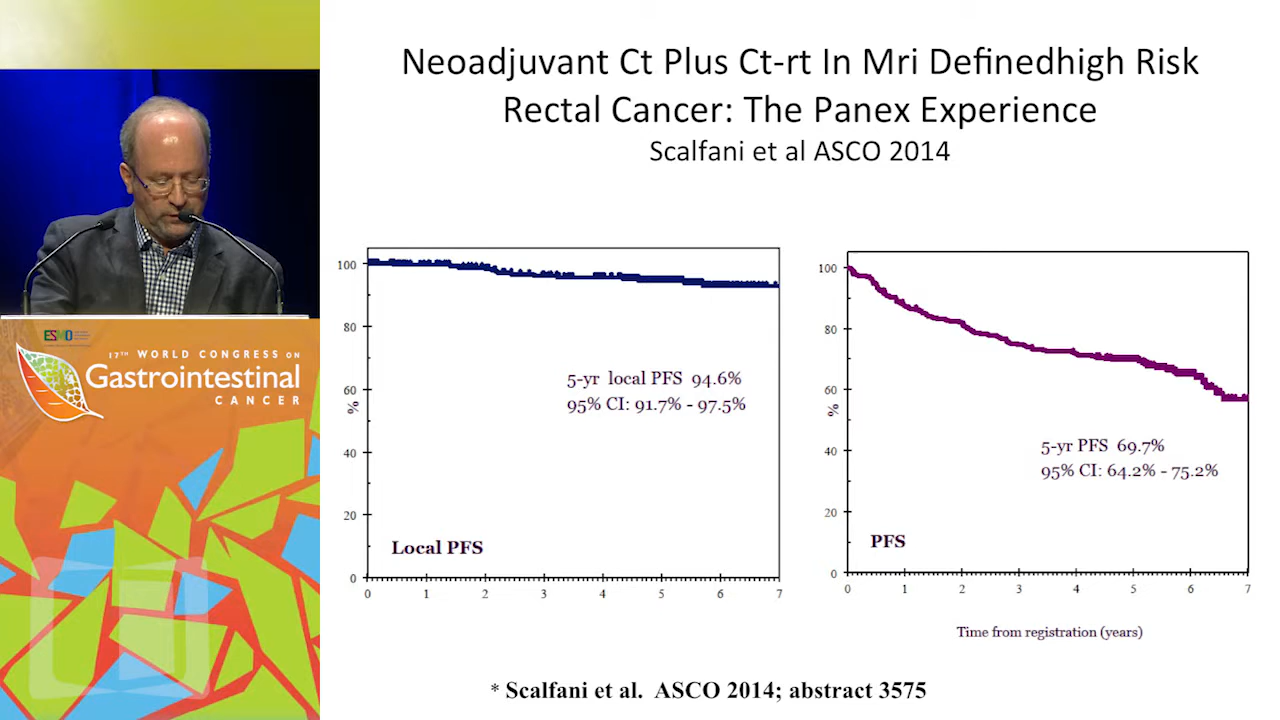 Neoadjuvant Ct Plus Ct-rt In Mri Definedhigh Risk
Rectal Cancer: The Panex Experience
Scalfani et al ASCO 2014
100
80
60
40
20
0
%
5-yr local PFS 94.6%
95% CI: 91.7% - 97.5%
Local PFS
0 1 2 3 4 5 6 7
100
80
60
40
20
0
%
5-yr PFS 69.7%
95% CI: 64.2% - 75.2%
PFS
0 1 2 3 4 5 6 7
Time from registration (years)
* Scalfani et al. ASCO 2014; abstract 3575
ESMO
17TH WORLD CONGRESS ON
Gastrointestinal
CANCER